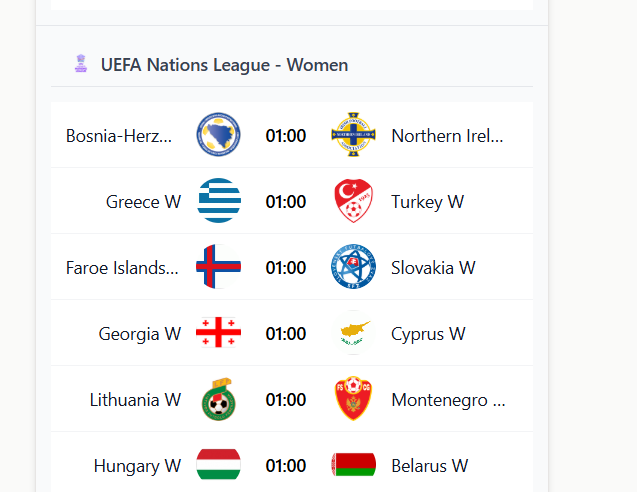 UEFA Nations League - Women
Bosnia-Herz... 01:00 Northern Irel...
Greece W 01:00 Turkey W
Faroe Islands... 01:00 Slovakia W
Georgia W 01:00 Cyprus W
Lithuania W 01:00 Montenegro ...
Hungary W 01:00 Belarus W